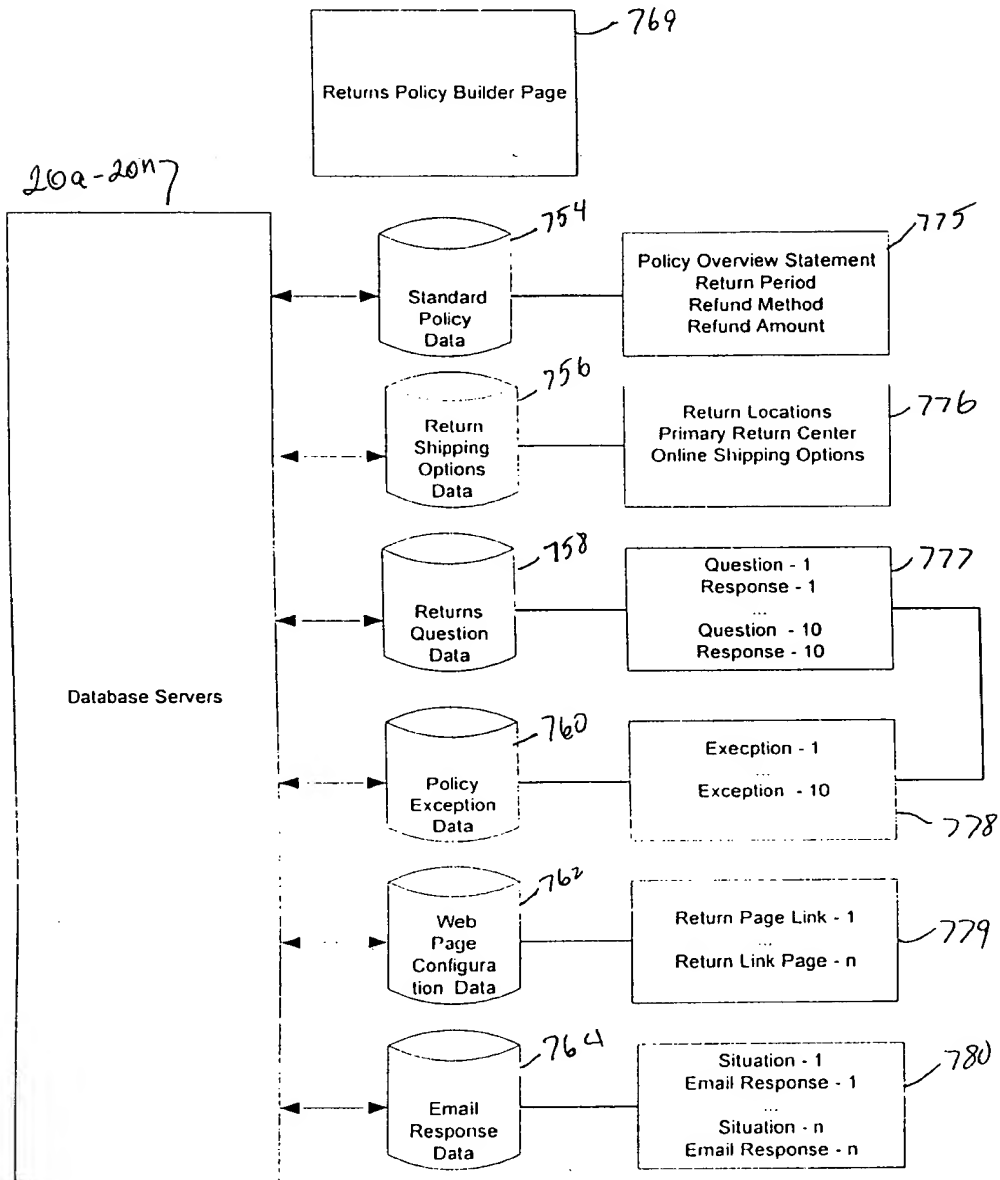 769
Returns Policy Builder Page
20a-20n
754
775
Standard
Policy
Data
Policy Overview Statement
Return Period
Refund Method
Refund Amount
756
776
Return
Shipping
Options
Data
Return Locations
Primary Return Center
Online Shipping Options
758
777
Returns
Question
Data
Question - 1
Response - 1
...
Question - 10
Response - 10
Database Servers
760
Policy
Exception
Data
Execption - 1
...
Exception - 10
778
762
Web
Page
Configura
tion Data
Return Page Link - 1
...
Return Link Page - n
779
764
780
Email
Response
Data
Situation - 1
Email Response - 1
...
Situation - n
Email Response - n